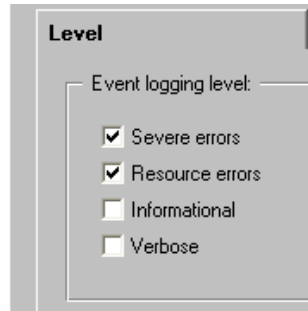 Level
Event logging level:
Severe errors
Resource errors
Informational
Verbose